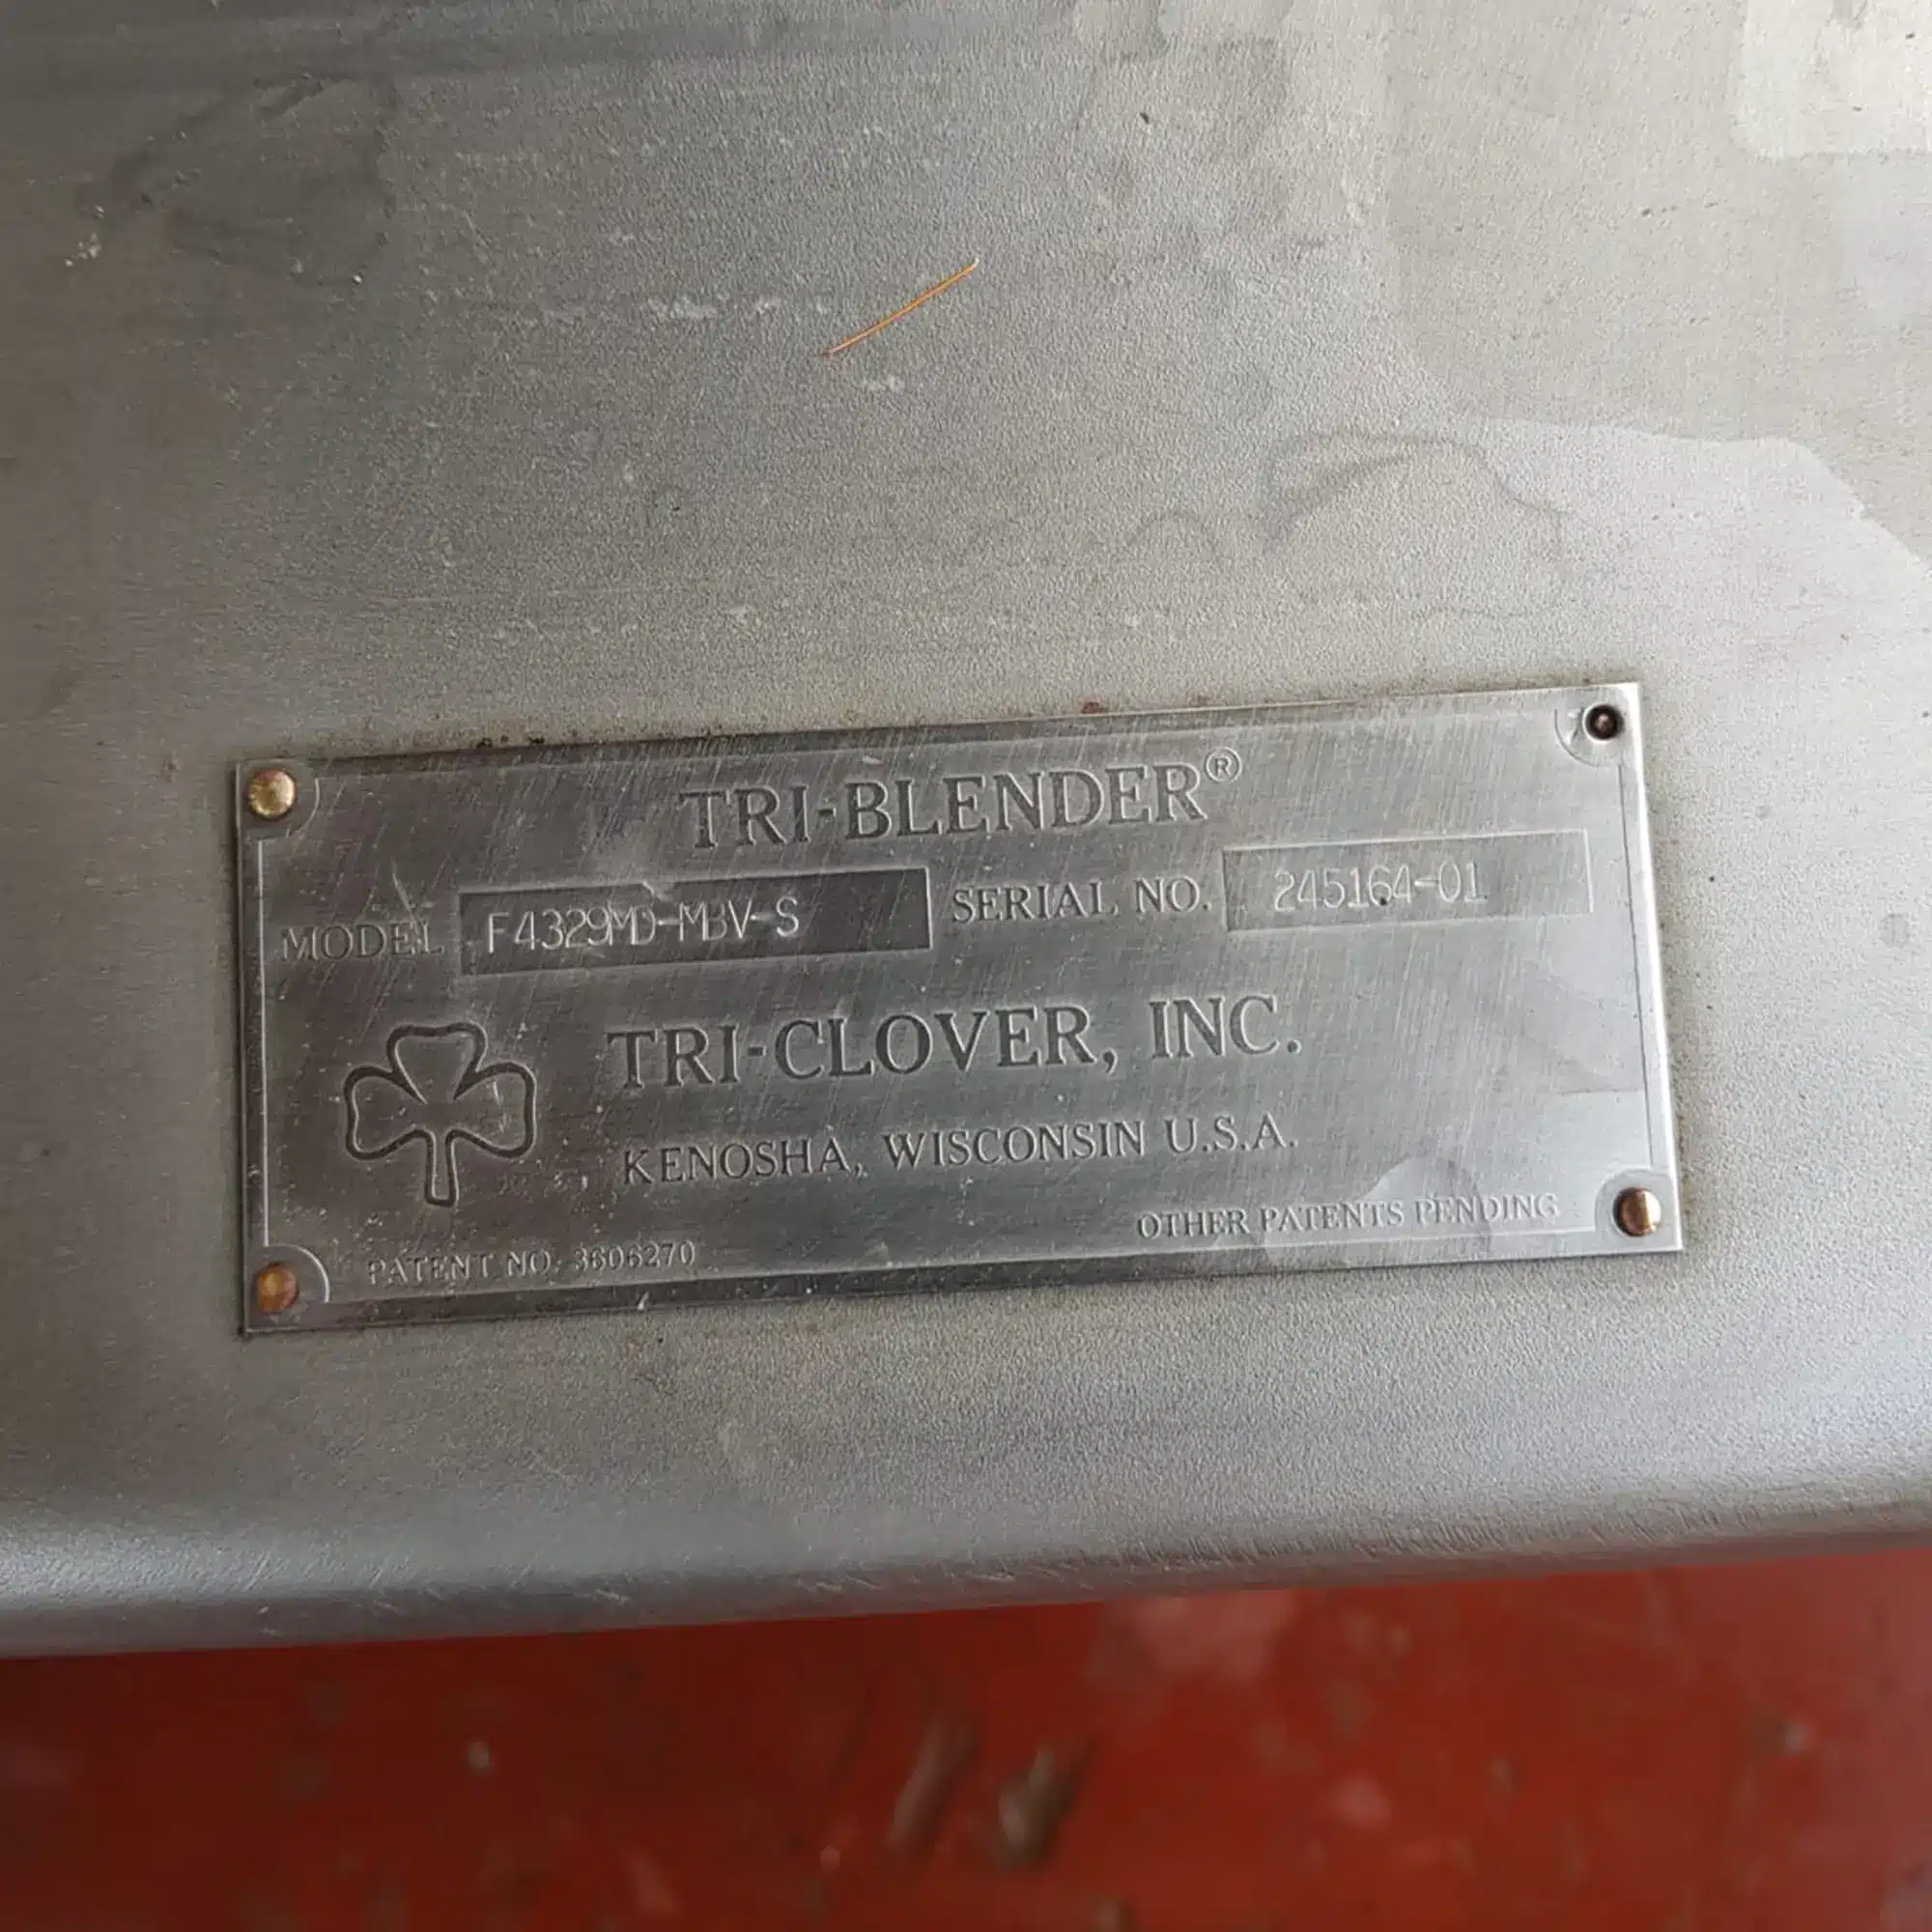 TRI-BLENDER®
MODEL F4329MD-MBV-S SERIAL NO. 245164-01
TRI-CLOVER, INC.
KENOSHA, WISCONSIN U.S.A.
PATENT NO. 3606270 OTHER PATENTS PENDING